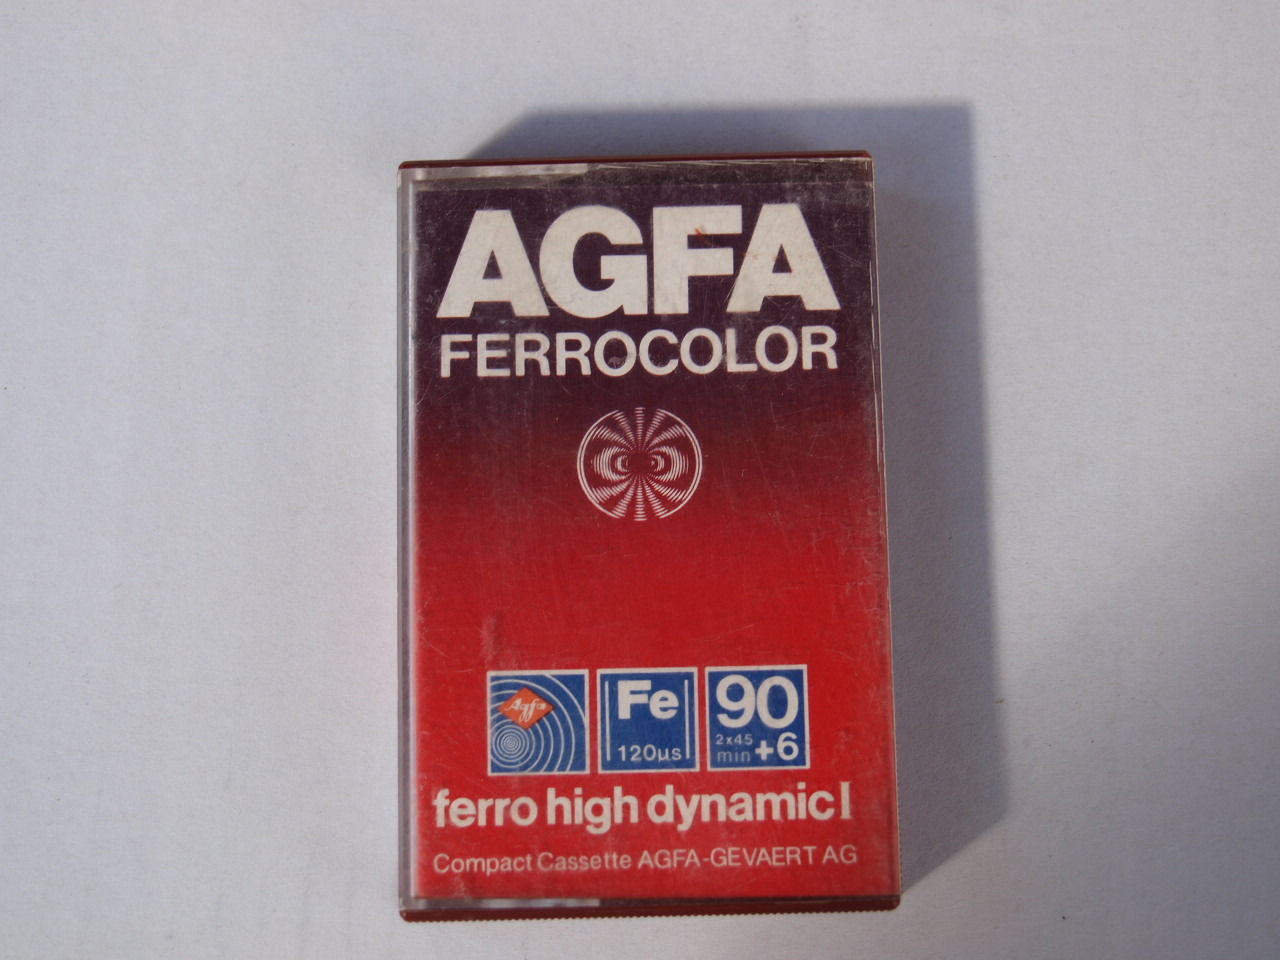 AGFA
FERROCOLOR
Agfa
Fe
120µs
90
2x45
min +6
ferro high dynamic I
Compact Cassette AGFA-GEVAERT AG